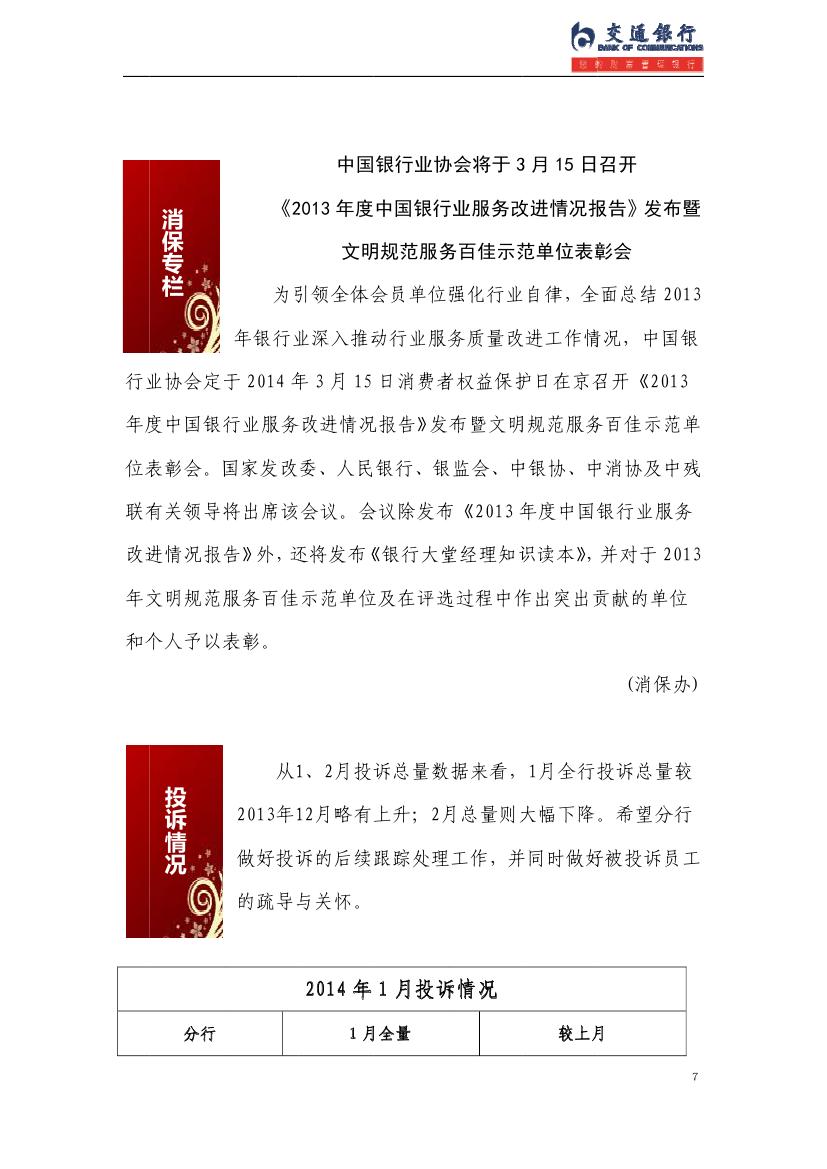 交通银行
BANK OF COMMUNICATIONS
您的财富管理银行
消保专栏
中国银行业协会将于 3 月 15 日召开
《2013 年度中国银行业服务改进情况报告》发布暨
文明规范服务百佳示范单位表彰会
为引领全体会员单位强化行业自律，全面总结 2013
年银行业深入推动行业服务质量改进工作情况，中国银
行业协会定于 2014 年 3 月 15 日消费者权益保护日在京召开《2013
年度中国银行业服务改进情况报告》发布暨文明规范服务百佳示范单
位表彰会。国家发改委、人民银行、银监会、中银协、中消协及中残
联有关领导将出席该会议。会议除发布《2013 年度中国银行业服务
改进情况报告》外，还将发布《银行大堂经理知识读本》，并对于 2013
年文明规范服务百佳示范单位及在评选过程中作出突出贡献的单位
和个人予以表彰。
(消保办)
投诉情况
从1、2月投诉总量数据来看，1月全行投诉总量较
2013年12月略有上升；2月总量则大幅下降。希望分行
做好投诉的后续跟踪处理工作，并同时做好被投诉员工
的疏导与关怀。
2014 年 1 月投诉情况
分行 1 月全量 较上月
7